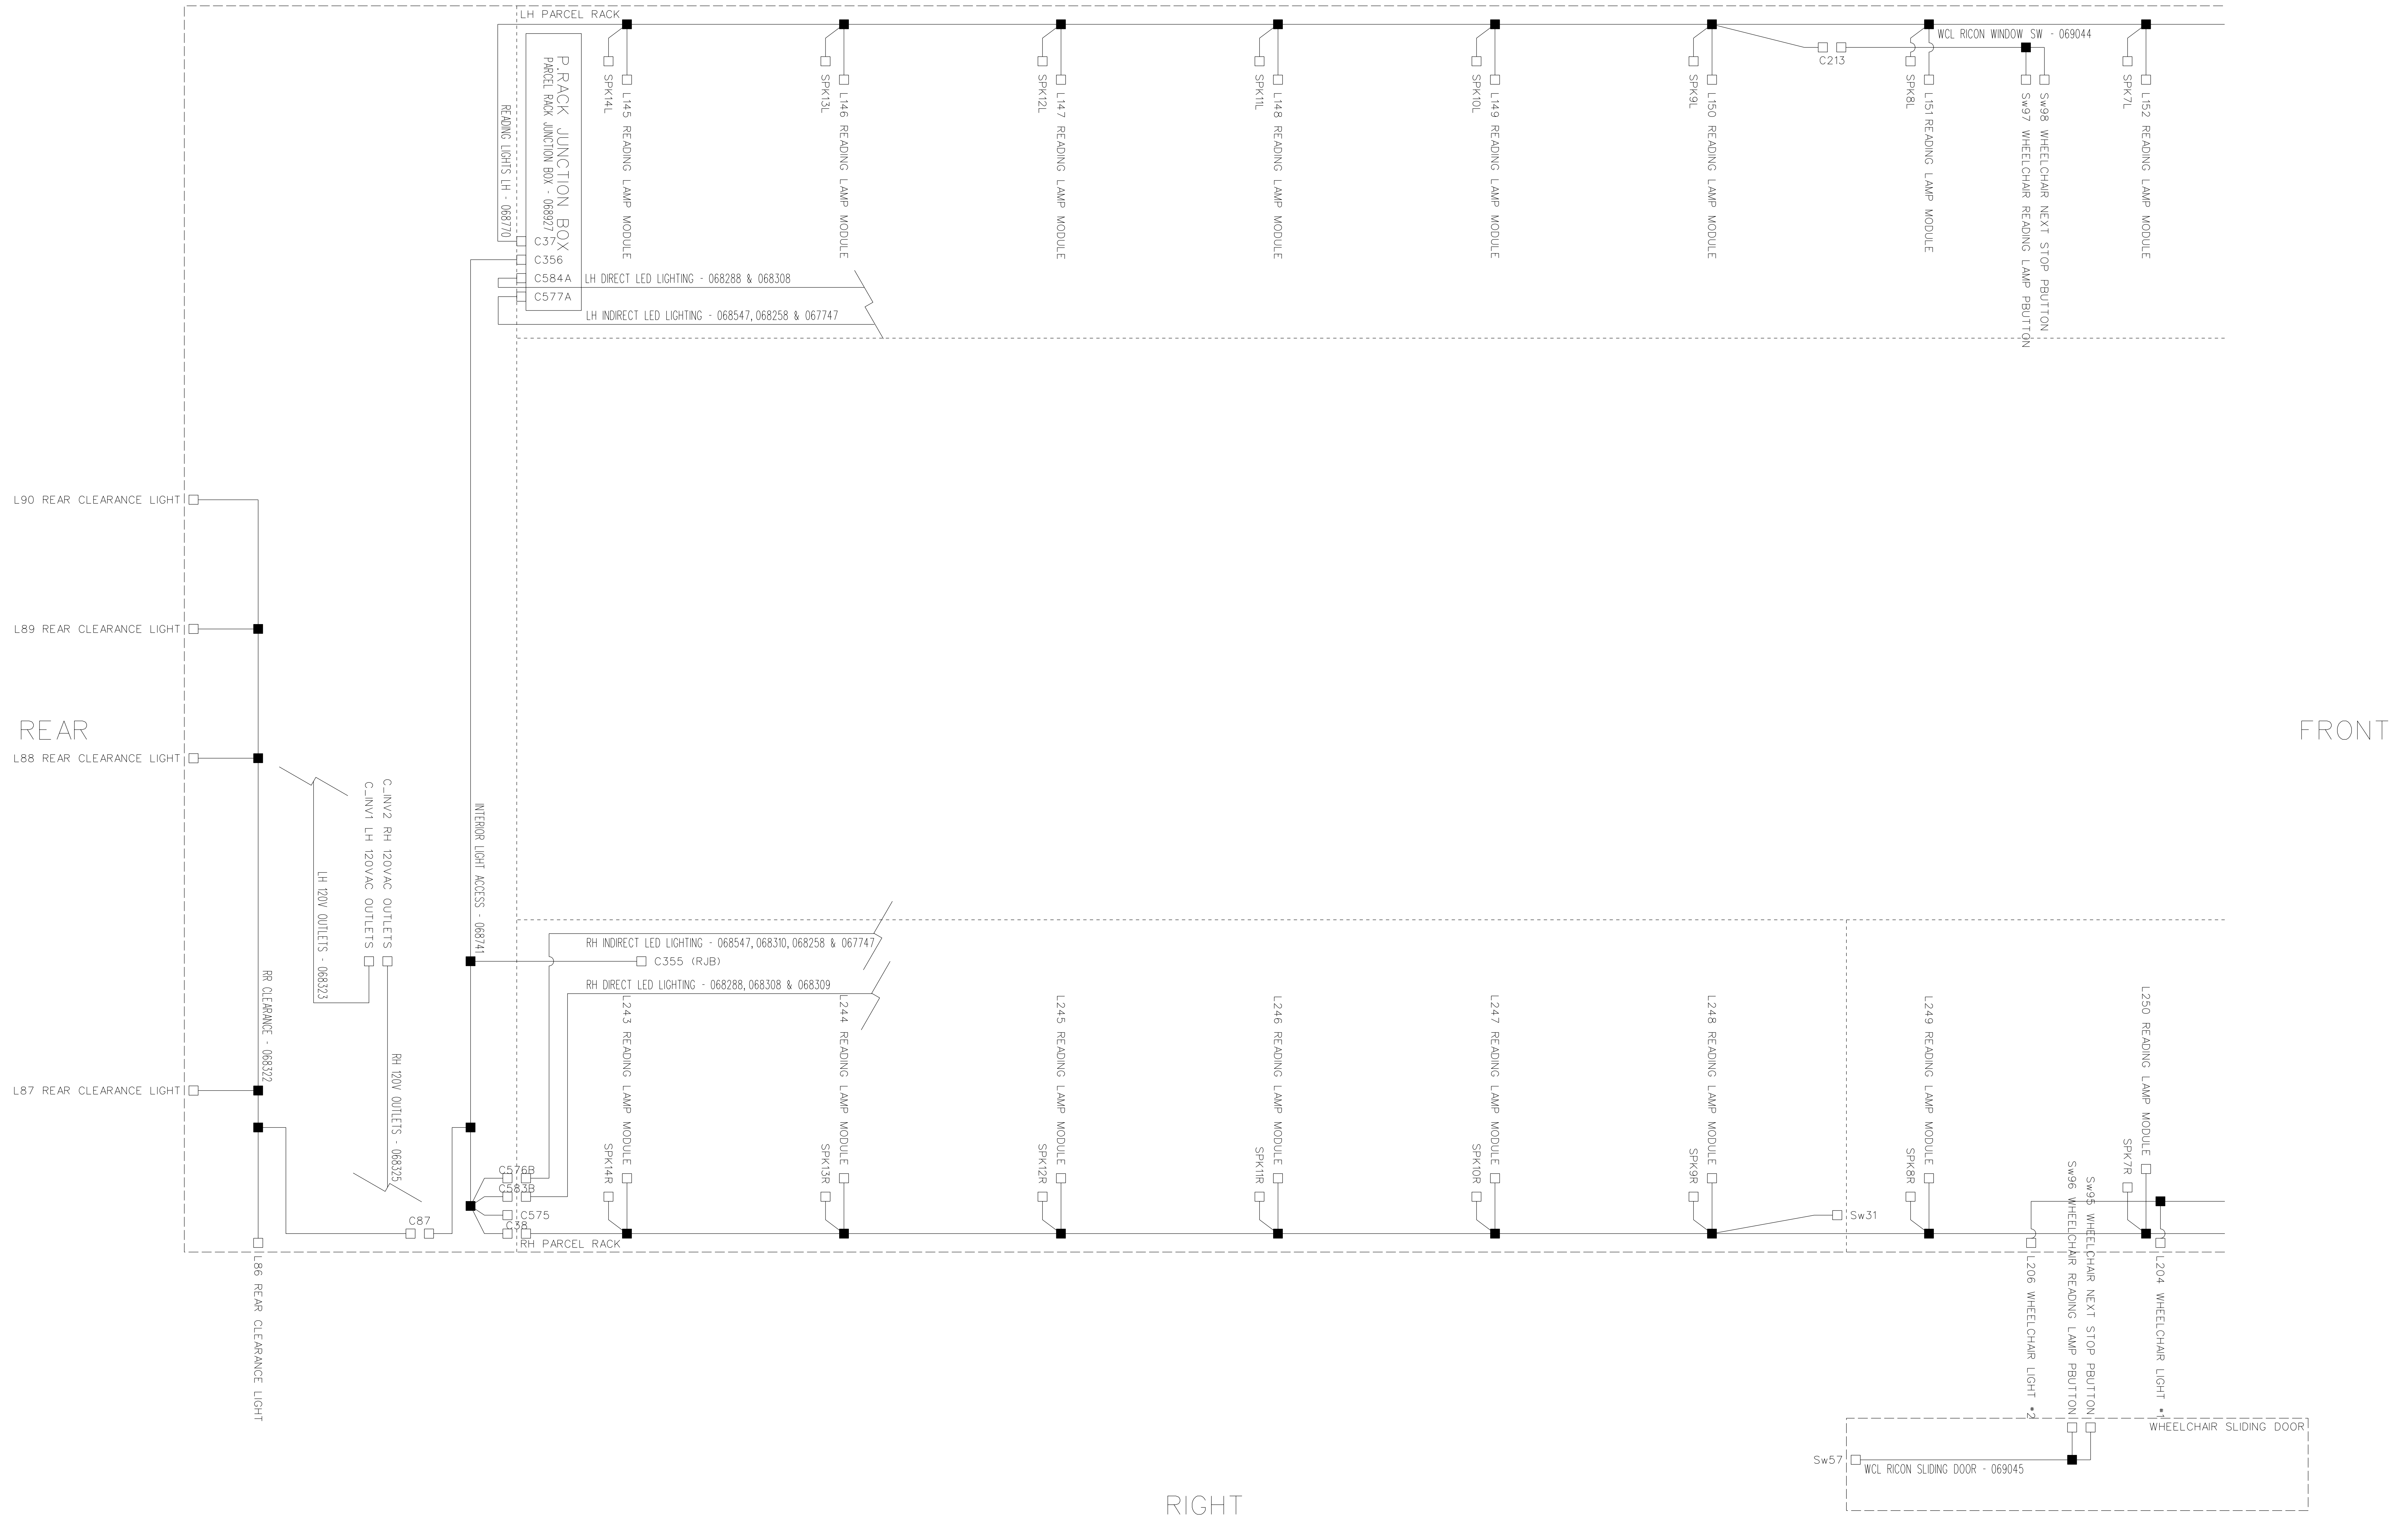 LH PARCEL RACK
WCL RICON WINDOW SW - 069044
C213
P.RACK JUNCTION BOX
PARCEL RACK JUNCTION BOX - 068927
READING LIGHTS LH - 068770
SPK14L
L145 READING LAMP MODULE
SPK13L
L146 READING LAMP MODULE
SPK12L
L147 READING LAMP MODULE
SPK11L
L148 READING LAMP MODULE
SPK10L
L149 READING LAMP MODULE
SPK9L
L150 READING LAMP MODULE
SPK8L
L151 READING LAMP MODULE
Sw97 WHEELCHAIR READING LAMP PBUTTON
Sw98 WHEELCHAIR NEXT STOP PBUTTON
SPK7L
L152 READING LAMP MODULE
C37
C356
C584A
LH DIRECT LED LIGHTING - 068288 & 068308
C577A
LH INDIRECT LED LIGHTING - 068547, 068258 & 067747
L90 REAR CLEARANCE LIGHT
L89 REAR CLEARANCE LIGHT
REAR
FRONT
L88 REAR CLEARANCE LIGHT
C_INV1 LH 120VAC OUTLETS
C_INV2 RH 120VAC OUTLETS
LH 120V OUTLETS - 068323
INTERIOR LIGHT ACCESS - 068741
RR CLEARANCE - 068322
RH 120V OUTLETS - 068325
RH INDIRECT LED LIGHTING - 068547, 068310, 068258 & 067747
C355 (RJB)
RH DIRECT LED LIGHTING - 068288, 068308 & 068309
L87 REAR CLEARANCE LIGHT
SPK14R
L243 READING LAMP MODULE
SPK13R
L244 READING LAMP MODULE
SPK12R
L245 READING LAMP MODULE
SPK11R
L246 READING LAMP MODULE
SPK10R
L247 READING LAMP MODULE
SPK9R
L248 READING LAMP MODULE
SPK8R
L249 READING LAMP MODULE
SPK7R
L250 READING LAMP MODULE
C576B
C583B
C575
C38
C87
Sw31
RH PARCEL RACK
L86 REAR CLEARANCE LIGHT
L206 WHEELCHAIR LIGHT *2
Sw96 WHEELCHAIR READING LAMP PBUTTON
Sw95 WHEELCHAIR NEXT STOP PBUTTON
L204 WHEELCHAIR LIGHT *1
WHEELCHAIR SLIDING DOOR
Sw57
WCL RICON SLIDING DOOR - 069045
RIGHT